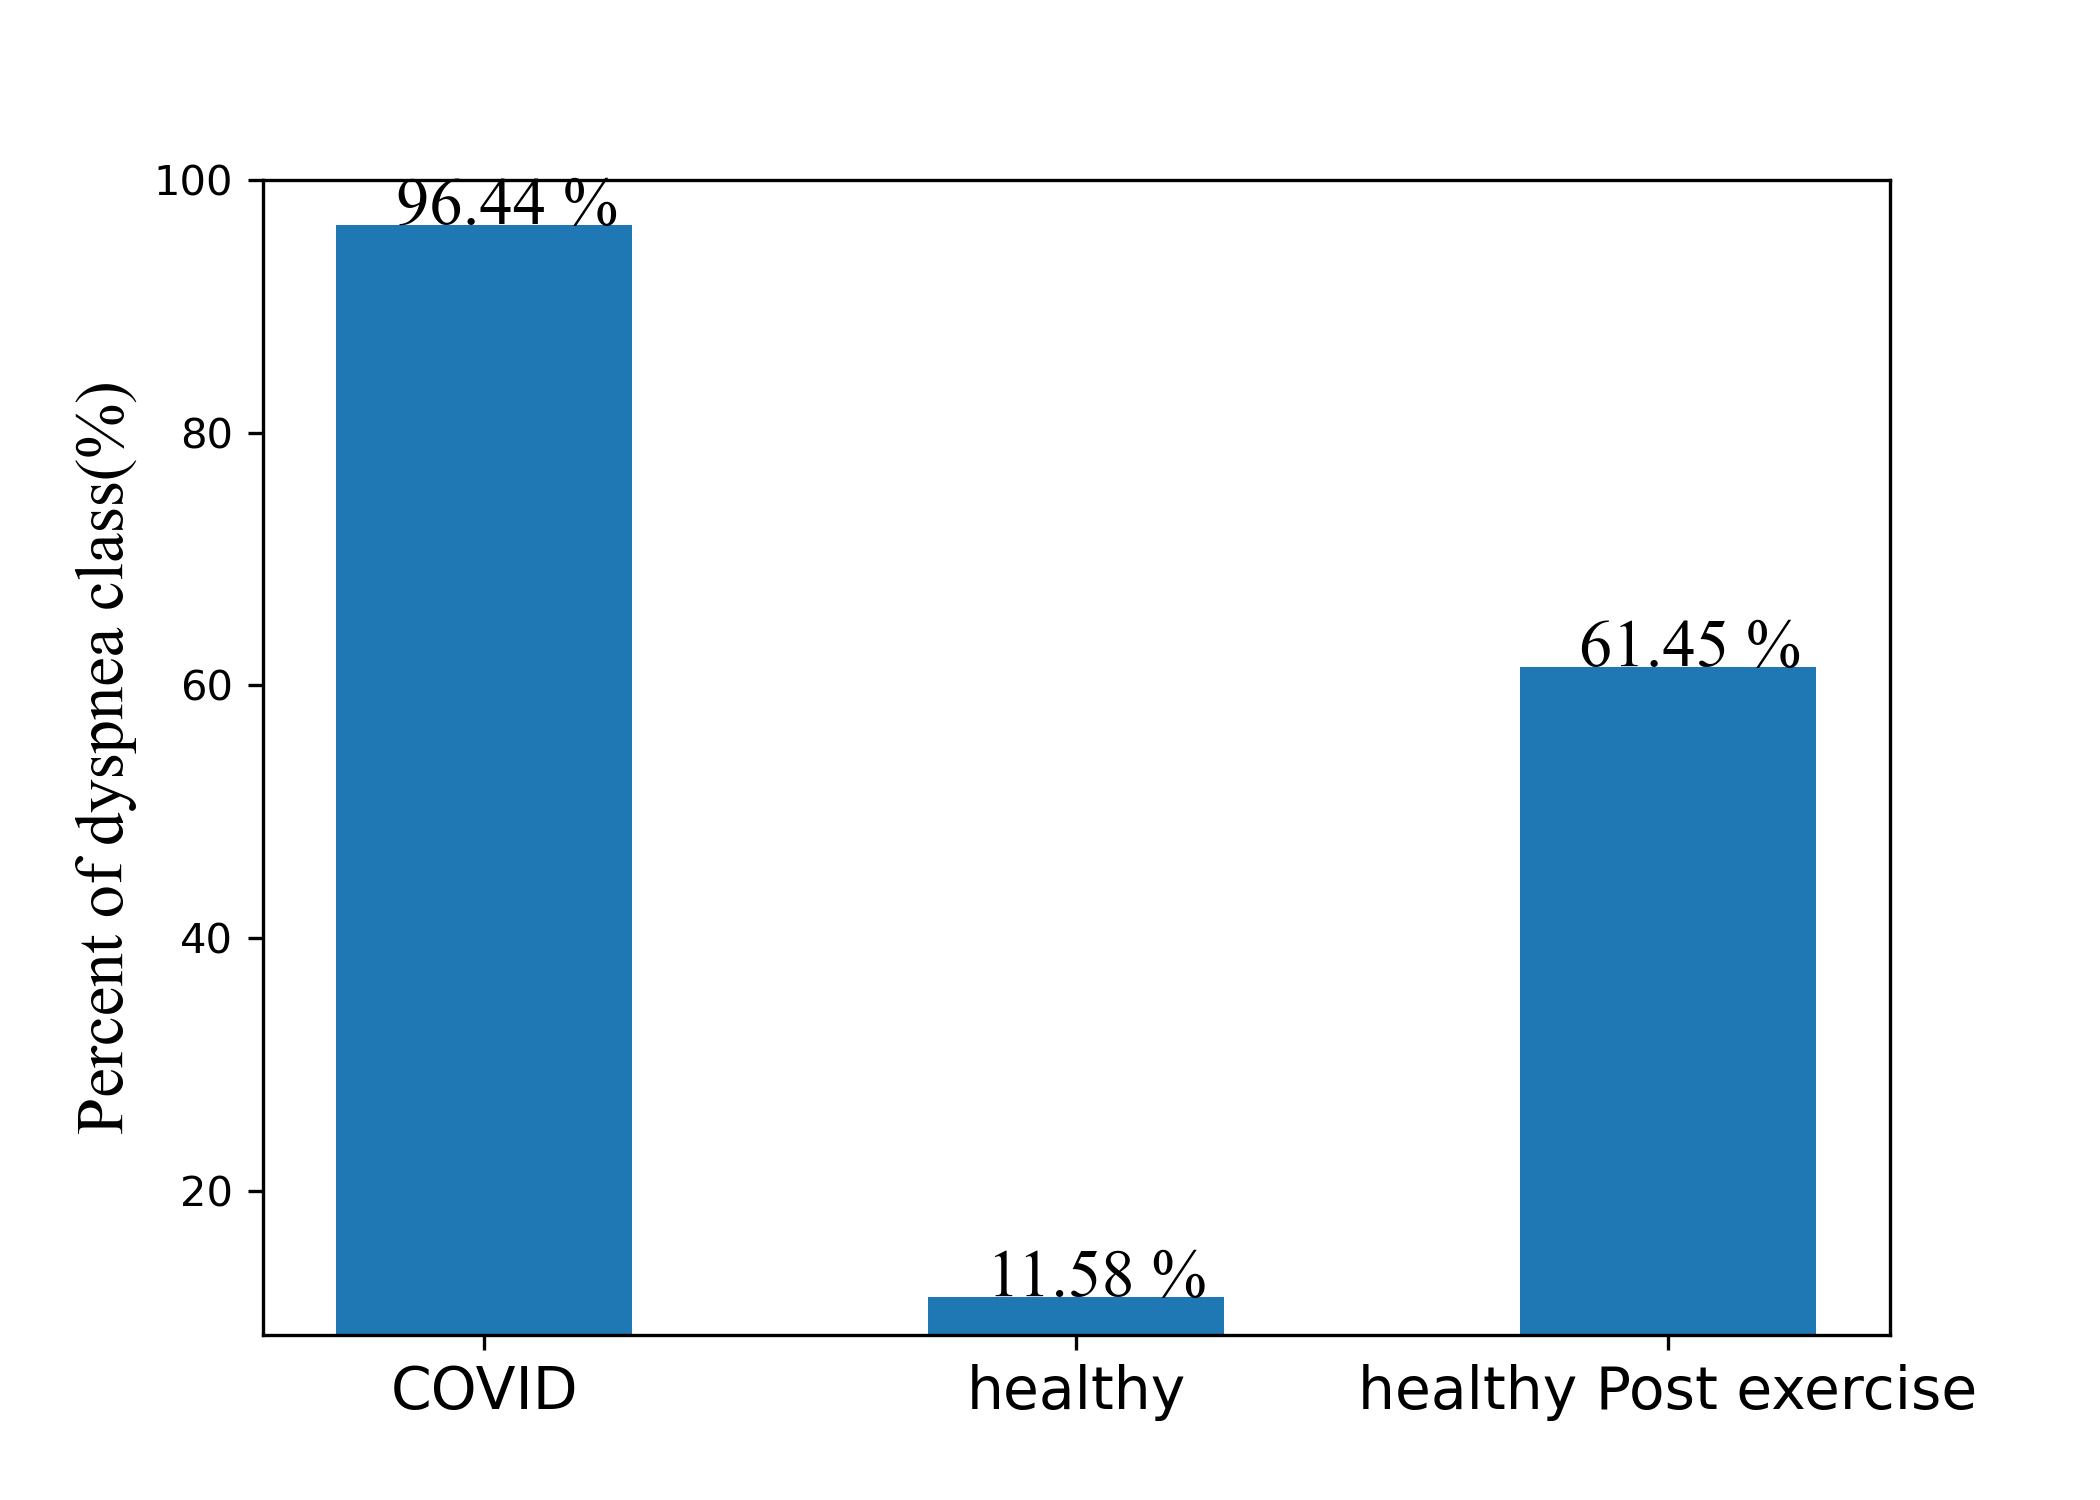 Percent of dyspnea class(%)
100
80
60
40
20
96.44 %
11.58 %
61.45 %
COVID
healthy
healthy Post exercise